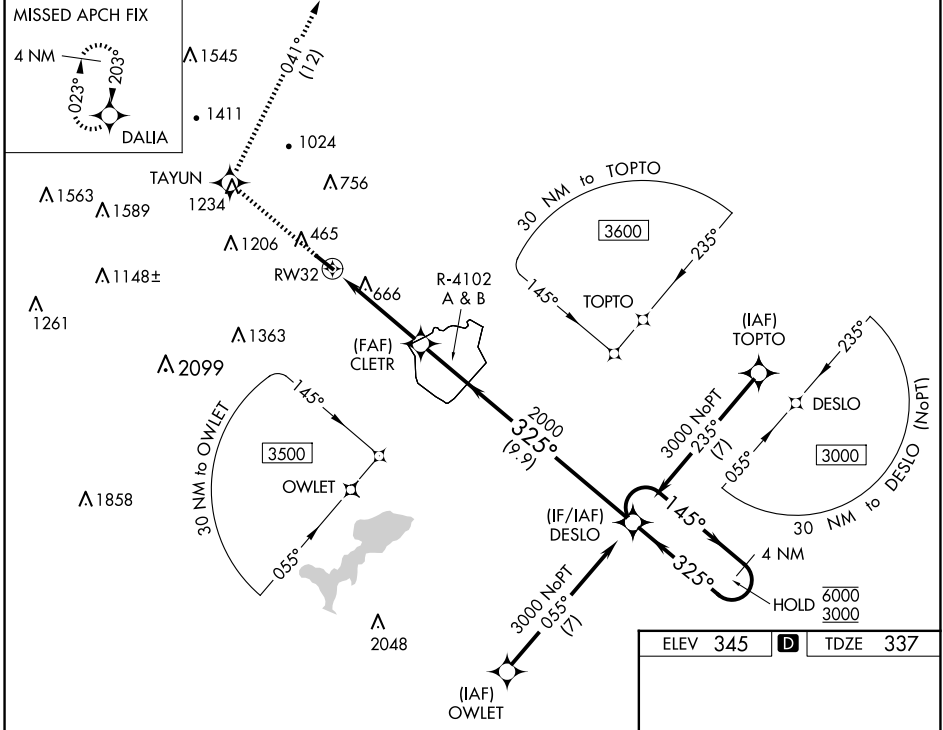 MISSED APCH FIX
4 NM
023°
203°
DALIA
1545
1411
041°
(12)
1024
TAYUN
1234
756
1563
1589
1206
465
RW32
1148±
666
1261
1363
2099
R-4102
A & B
(FAF)
CLETR
30 NM to TOPTO
3600
145°
235°
TOPTO
(IAF)
TOPTO
235°
DESLO
055°
3000
30 NM to DESLO (NoPT)
3000 NoPT
235°
(7)
2000
325°
(9.9)
30 NM to OWLET
145°
3500
OWLET
055°
1858
(IF/IAF)
DESLO
145°
4 NM
325°
HOLD 6000
3000
3000 NoPT
055°
(7)
2048
(IAF)
OWLET
ELEV 345 D TDZE 337